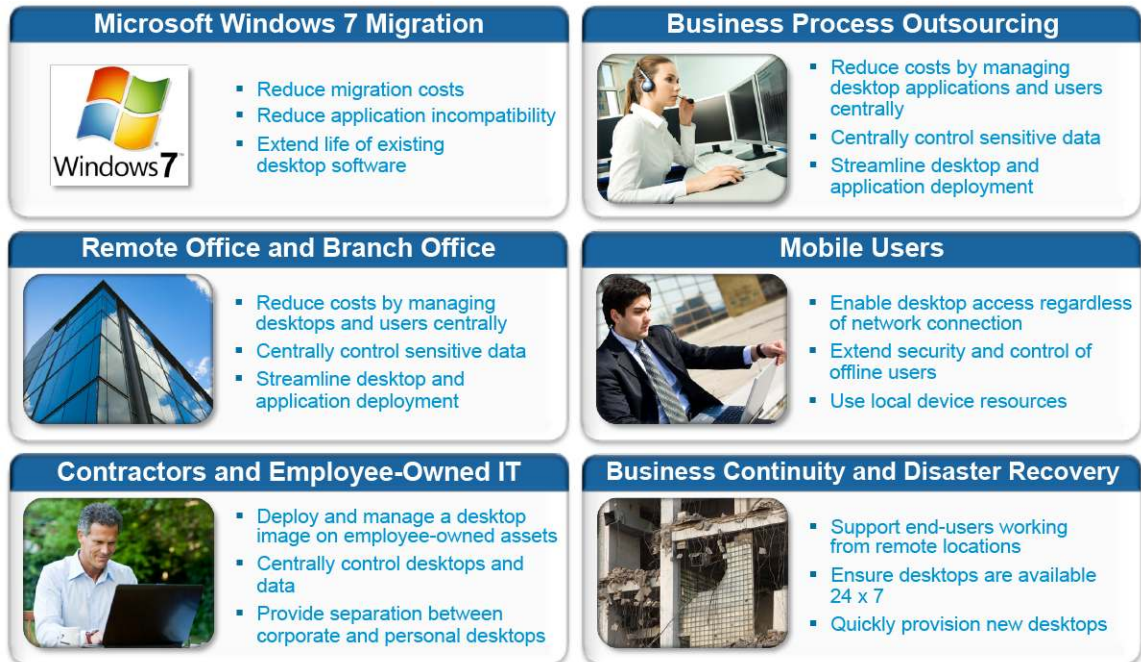 Microsoft Windows 7 Migration
Windows 7
Reduce migration costs
Reduce application incompatibility
Extend life of existing
desktop software
Business Process Outsourcing
Reduce costs by managing
desktop applications and users
centrally
Centrally control sensitive data
Streamline desktop and
application deployment
Remote Office and Branch Office
Reduce costs by managing
desktops and users centrally
Centrally control sensitive data
Streamline desktop and
application deployment
Mobile Users
Enable desktop access regardless
of network connection
Extend security and control of
offline users
Use local device resources
Contractors and Employee-Owned IT
Deploy and manage a desktop
image on employee-owned assets
Centrally control desktops and
data
Provide separation between
corporate and personal desktops
Business Continuity and Disaster Recovery
Support end-users working
from remote locations
Ensure desktops are available
24 x 7
Quickly provision new desktops